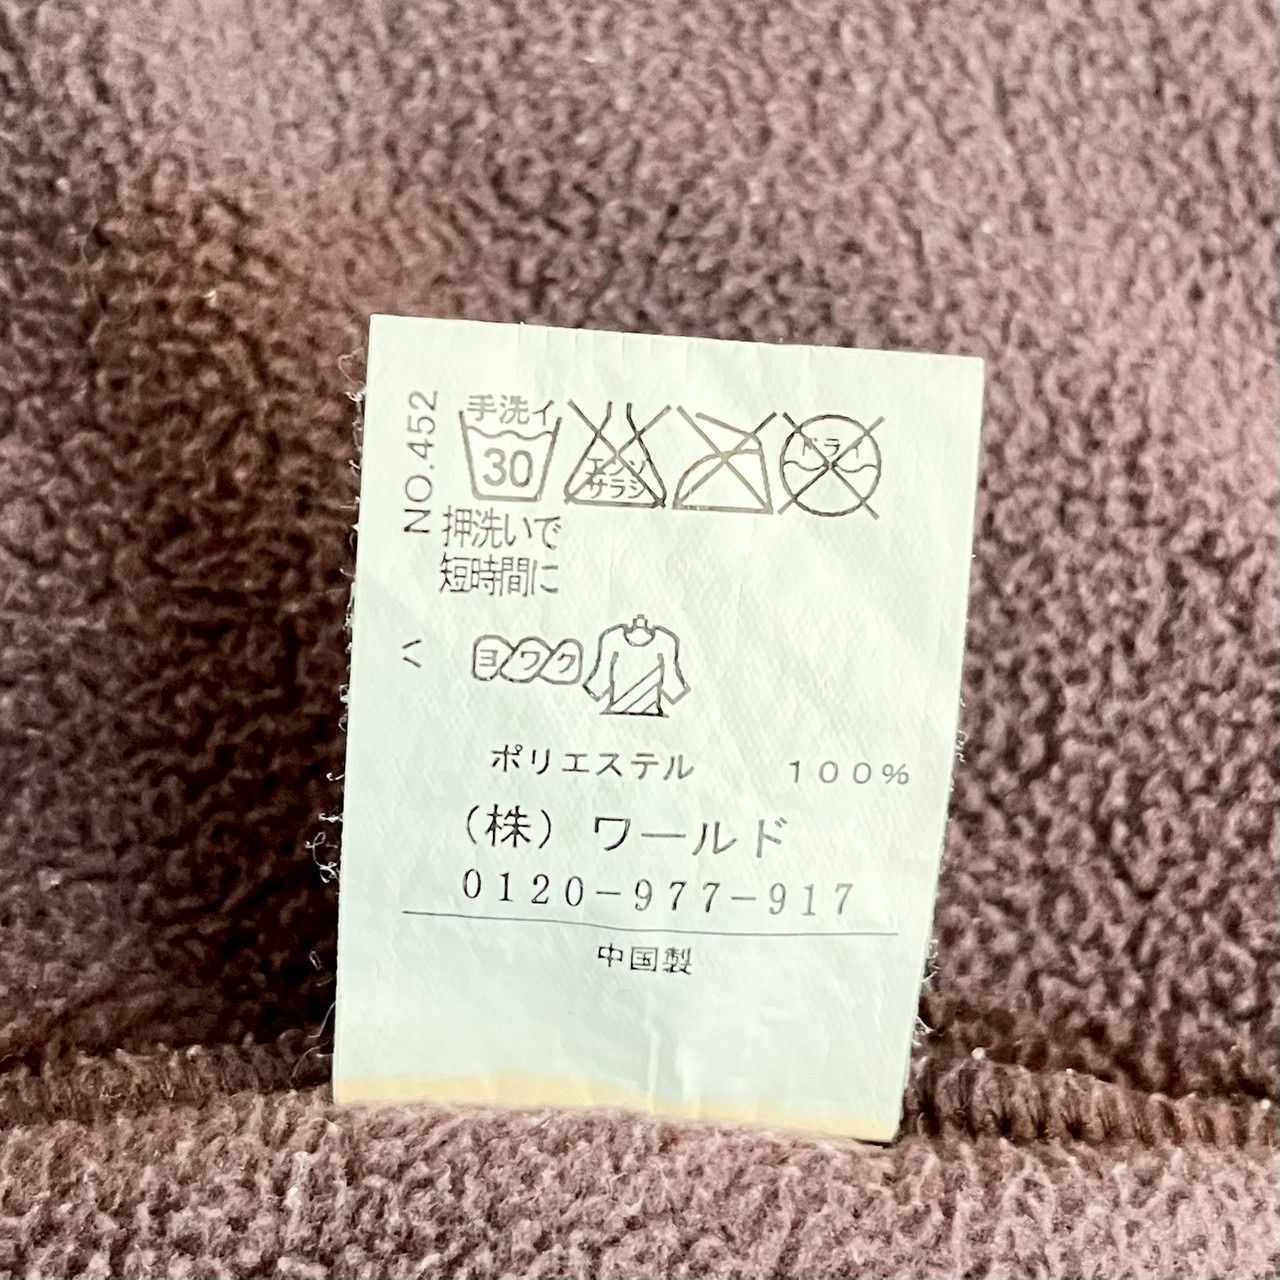 NO.452
手洗イ
30
エンソ
サラシ
ドライ
押洗いで
短時間に
ハ
ヨワク
ポリエステル 100%
(株) ワールド
0120-977-917
中国製